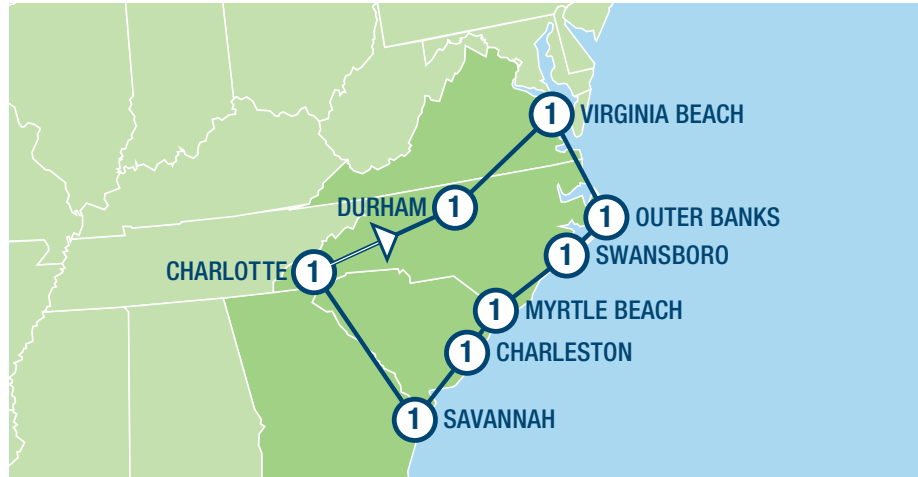 1 VIRGINIA BEACH
DURHAM 1
1 OUTER BANKS
1 SWANSBORO
CHARLOTTE 1
1 MYRTLE BEACH
1 CHARLESTON
1 SAVANNAH